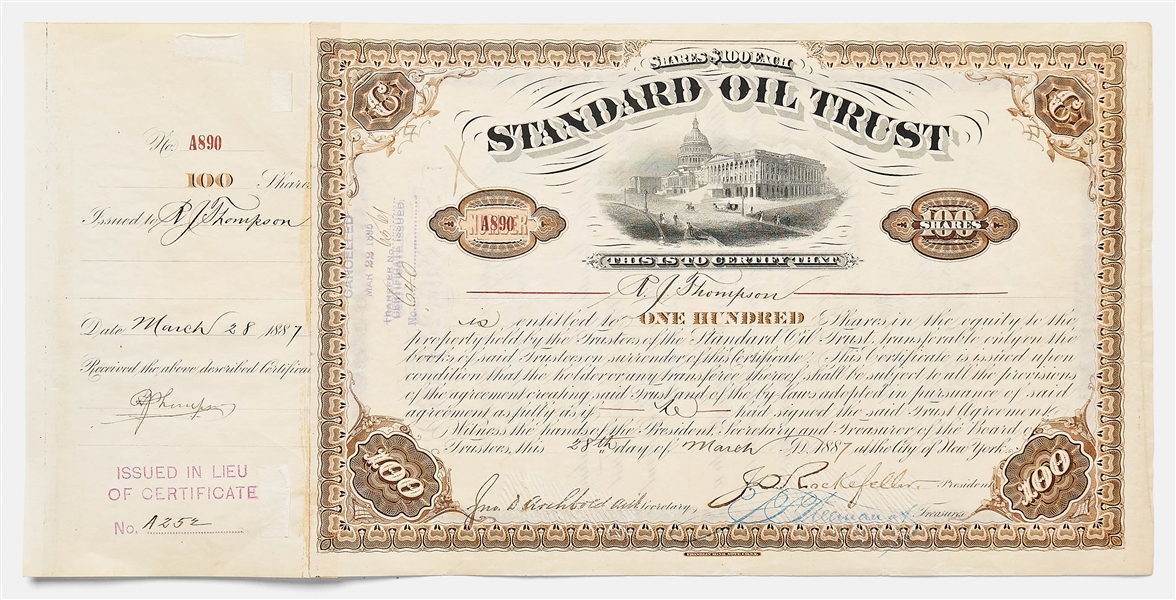 No. A890
100 Shares
Issued to R J Thompson
Date March 28, 1887
Received the above described Certificate
RJThompson
ISSUED IN LIEU
OF CERTIFICATE
No. A252
SHARES $100 EACH
STANDARD OIL TRUST
NUMBER
A890
100
SHARES
CANCELLED
TRANSFER NO.
CERTIFICATE ISSUED:
No.
THIS IS TO CERTIFY THAT
R. J Thompson
is entitled to ONE HUNDRED Shares in the equity to the
property held by the Trustees of the Standard Oil Trust, transferable only on the
books of said Trustees on surrender of this Certificate. This Certificate is issued upon
condition that the holder or any transferee thereof shall be subject to all the provisions
of the agreement creating said Trust and of the by laws adopted in pursuance of said
agreement as fully as if he had signed the said Trust Agreement.
Witness the hands of the President, Secretary and Treasurer of the Board of
Trustees, this 28th day of March A.D. 1887 at the City of New York.
100
100
Jno. D Archbold Secretary,
J D Rockefeller President
Treasurer